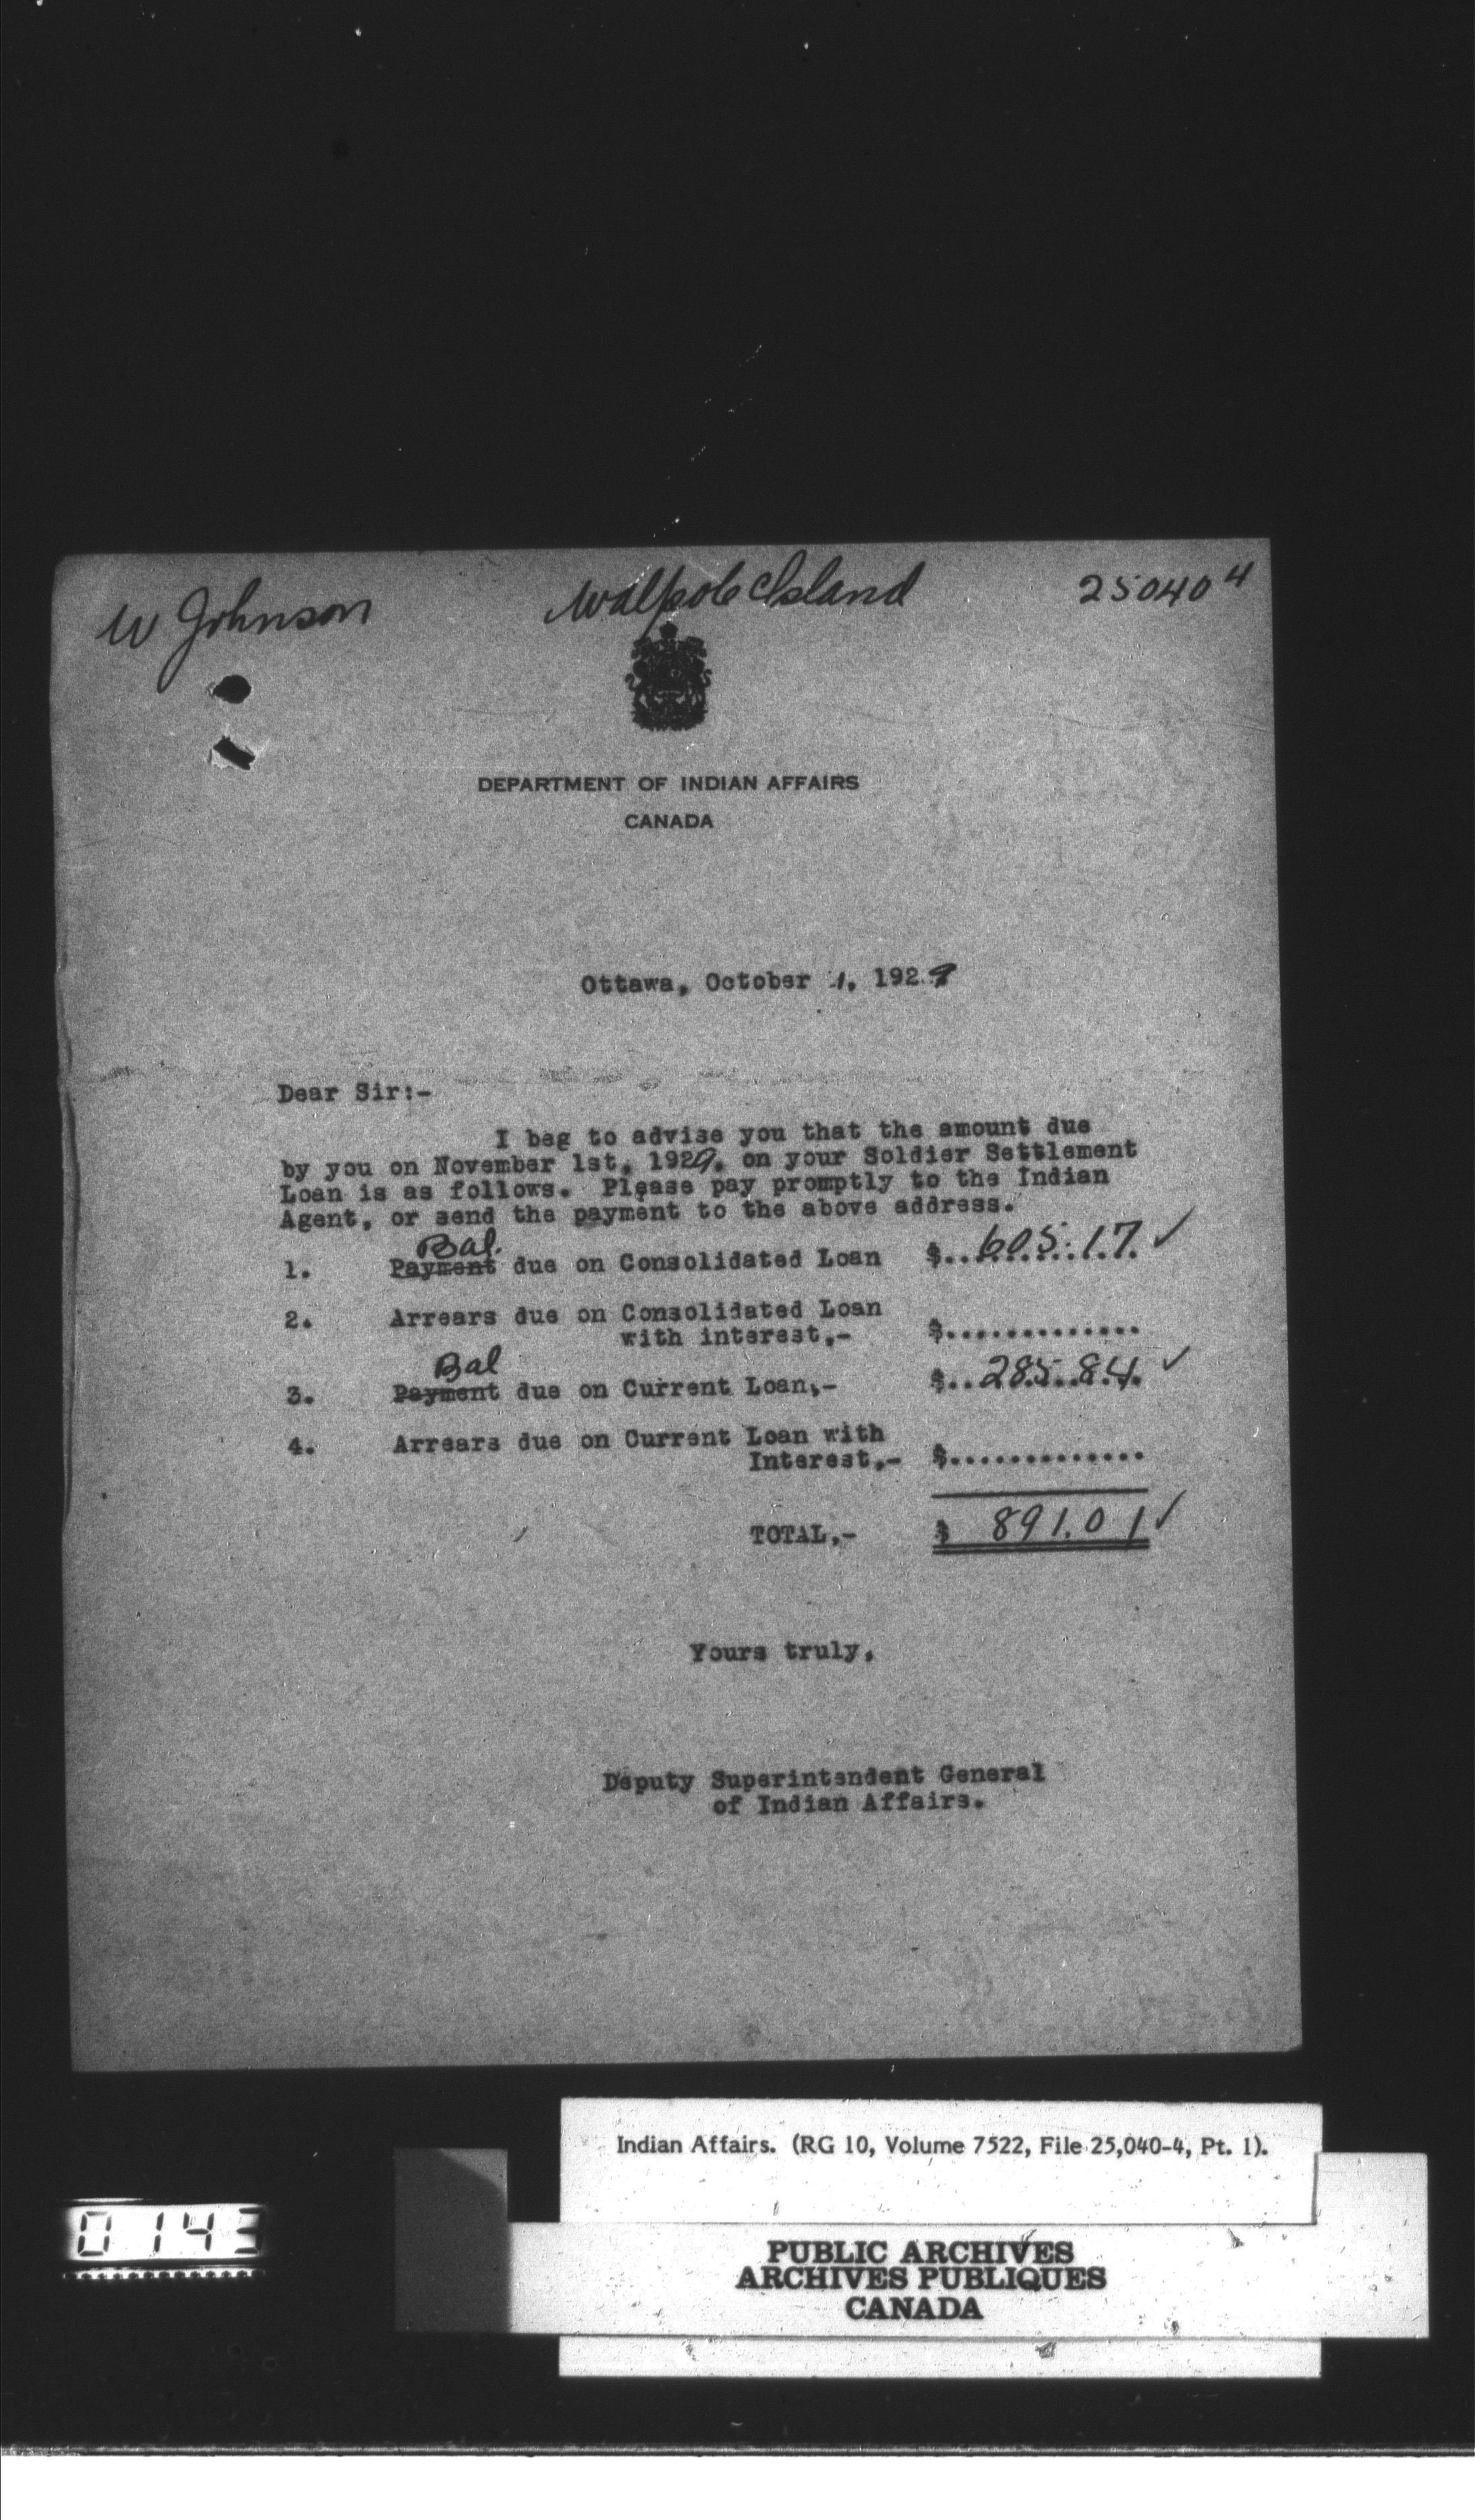 W Johnson
Walpole Island
25040 4
DEPARTMENT OF INDIAN AFFAIRS
CANADA
Ottawa, October 1, 1929
Dear Sir:-
I beg to advise you that the amount due
by you on November 1st, 1929, on your Soldier Settlement
Loan is as follows. Please pay promptly to the Indian
Agent, or send the payment to the above address.
Bal.
1. Payment due on Consolidated Loan $..605.17. ✓
2. Arrears due on Consolidated Loan
with interest,- $.............
Bal
3. Payment due on Current Loan,- $..285.84. ✓
4. Arrears due on Current Loan with
Interest,- $.............
TOTAL,- $ 891.01 ✓
Yours truly,
Deputy Superintendent General
of Indian Affairs.
Indian Affairs. (RG 10, Volume 7522, File 25,040-4, Pt. 1).
0143
PUBLIC ARCHIVES
ARCHIVES PUBLIQUES
CANADA